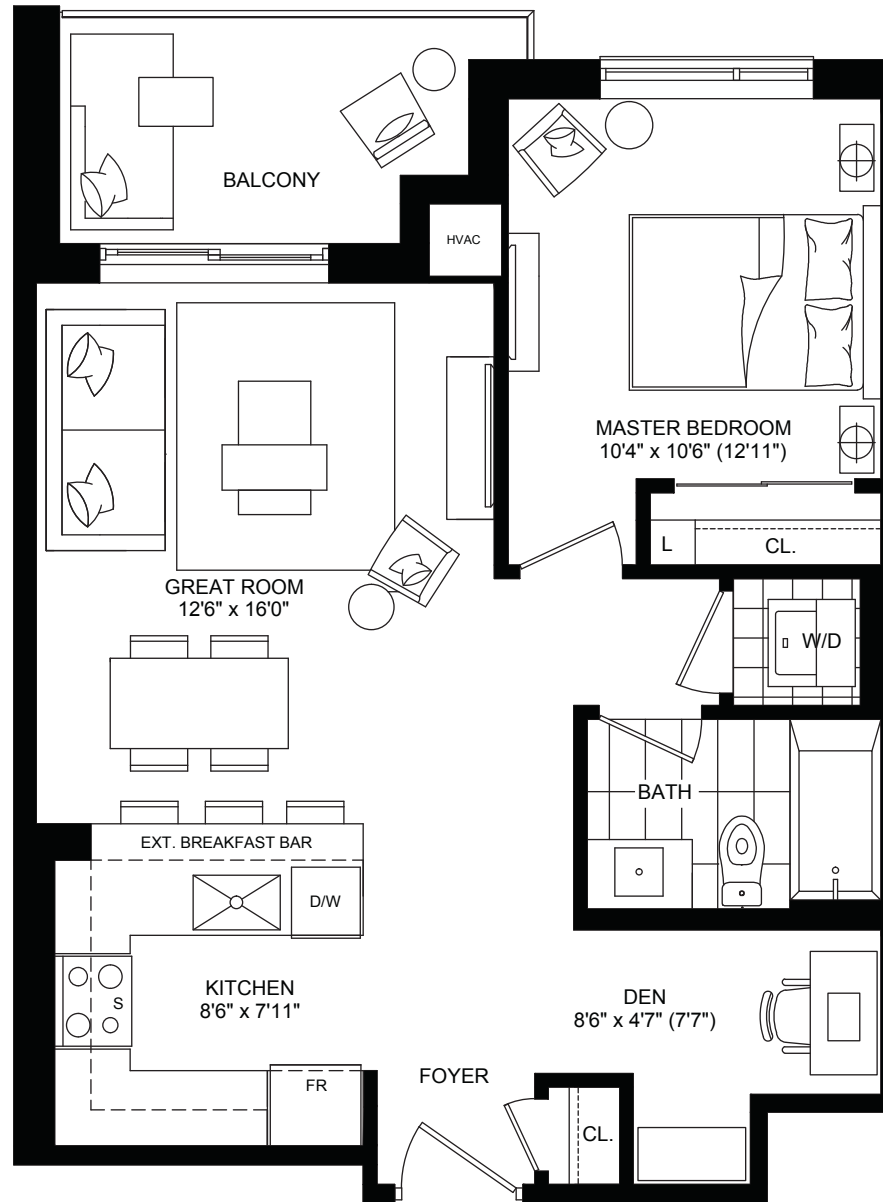 BALCONY
HVAC
MASTER BEDROOM
10'4" x 10'6" (12'11")
L
CL.
GREAT ROOM
12'6" x 16'0"
W/D
BATH
EXT. BREAKFAST BAR
D/W
KITCHEN
8'6" x 7'11"
S
DEN
8'6" x 4'7" (7'7")
FOYER
FR
CL.